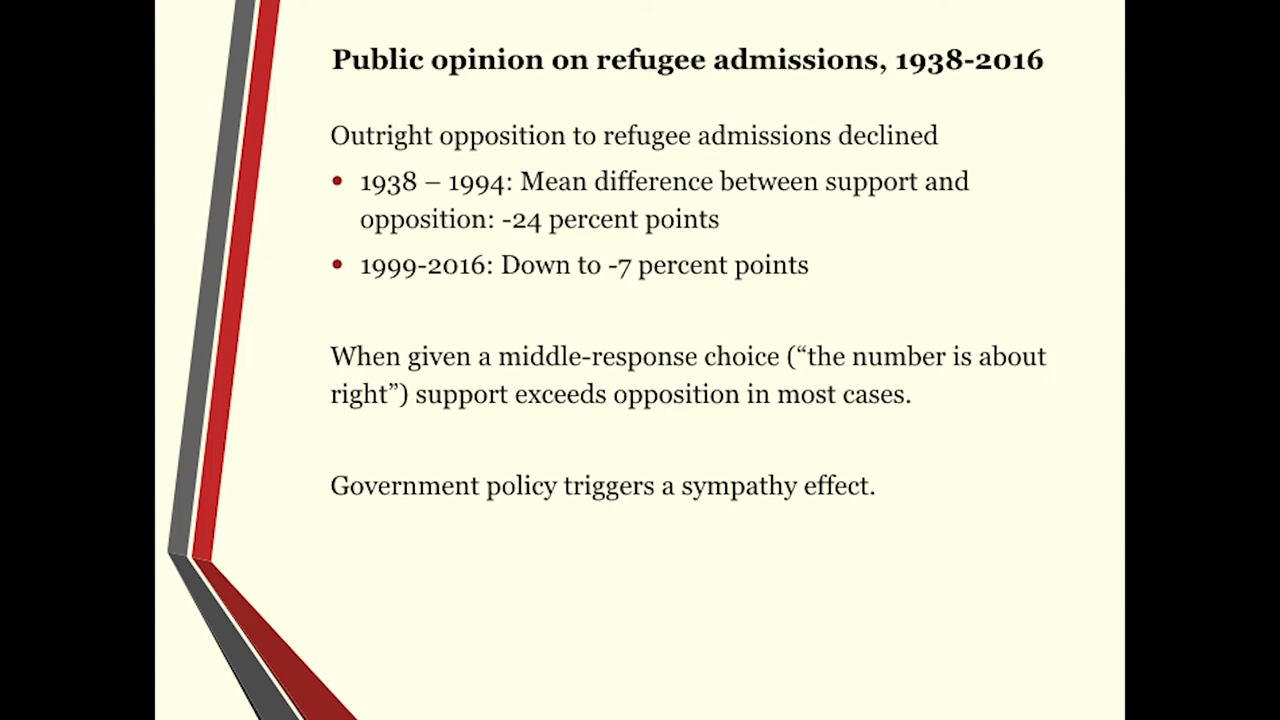 Public opinion on refugee admissions, 1938-2016
Outright opposition to refugee admissions declined
• 1938 – 1994: Mean difference between support and
opposition: -24 percent points
• 1999-2016: Down to -7 percent points
When given a middle-response choice (“the number is about
right”) support exceeds opposition in most cases.
Government policy triggers a sympathy effect.